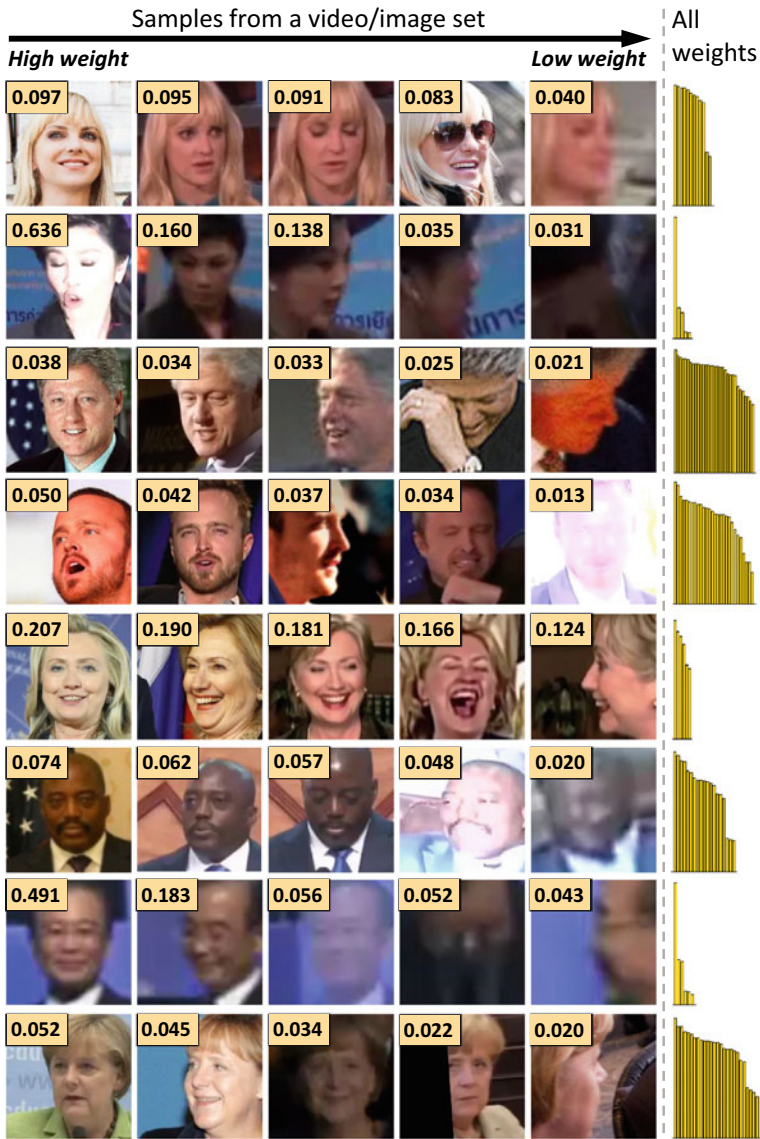 Samples from a video/image set
All
weights
High weight
Low weight
0.097 0.095 0.091 0.083 0.040
0.636 0.160 0.138 0.035 0.031
0.038 0.034 0.033 0.025 0.021
0.050 0.042 0.037 0.034 0.013
0.207 0.190 0.181 0.166 0.124
0.074 0.062 0.057 0.048 0.020
0.491 0.183 0.056 0.052 0.043
0.052 0.045 0.034 0.022 0.020